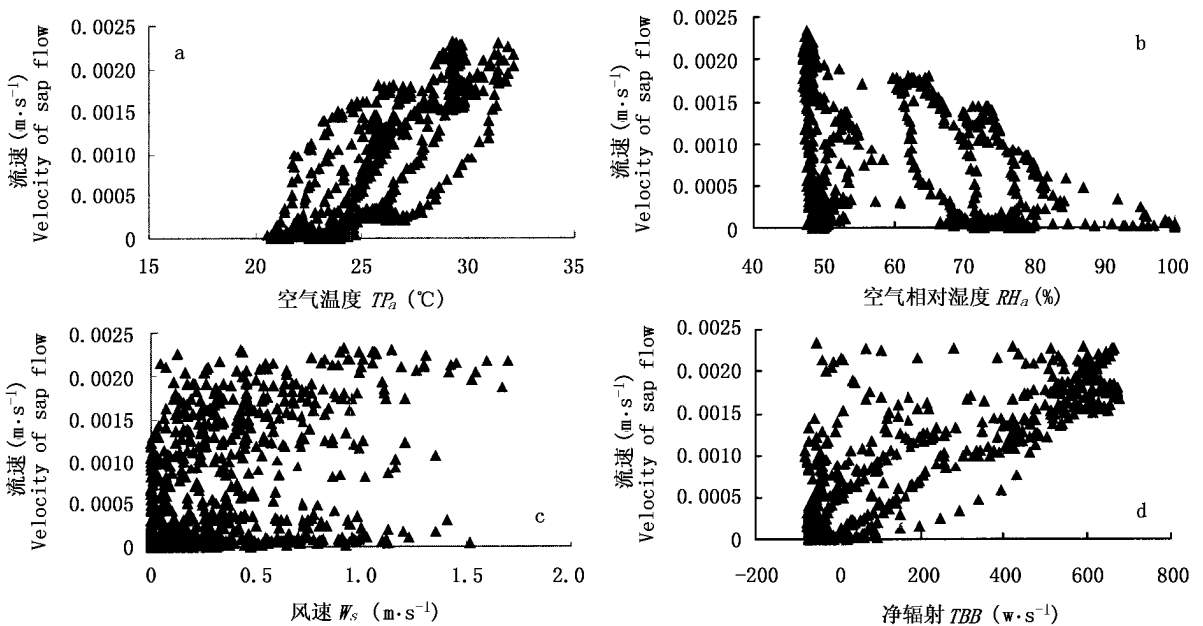 流速 (m·s⁻¹)
Velocity of sap flow
0.0025
0.0020
0.0015
0.0010
0.0005
0
a
15
20
25
30
35
空气温度 TPa (℃)
流速 (m·s⁻¹)
Velocity of sap flow
0.0025
0.0020
0.0015
0.0010
0.0005
0
b
40
50
60
70
80
90
100
空气相对湿度 RHa (%)
流速 (m·s⁻¹)
Velocity of sap flow
0.0025
0.0020
0.0015
0.0010
0.0005
0
c
0
0.5
1.0
1.5
2.0
风速 Ws (m·s⁻¹)
流速 (m·s⁻¹)
Velocity of sap flow
0.0025
0.0020
0.0015
0.0010
0.0005
0
d
-200
0
200
400
600
800
净辐射 TBB (w·s⁻¹)